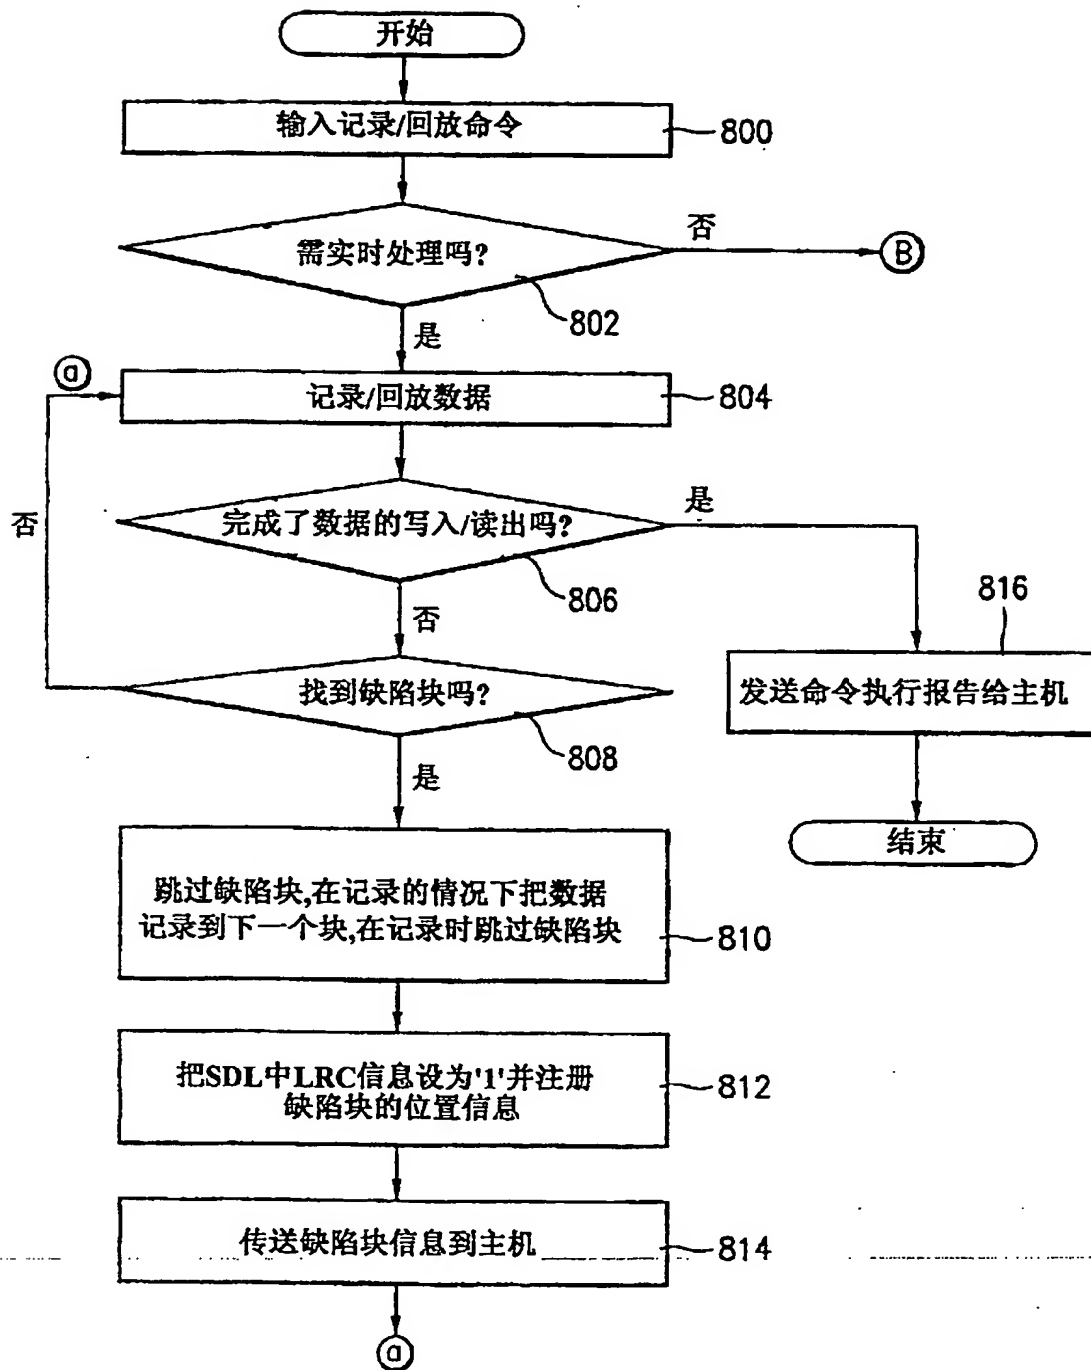 开始
输入记录/回放命令
800
需实时处理吗?
否
B
802
是
a
记录/回放数据
804
否
完成了数据的写入/读出吗?
是
806
否
816
找到缺陷块吗?
808
是
发送命令执行报告给主机
结束
跳过缺陷块,在记录的情况下把数据
记录到下一个块,在记录时跳过缺陷块
810
把SDL中LRC信息设为'1'并注册
缺陷块的位置信息
812
传送缺陷块信息到主机
814
a